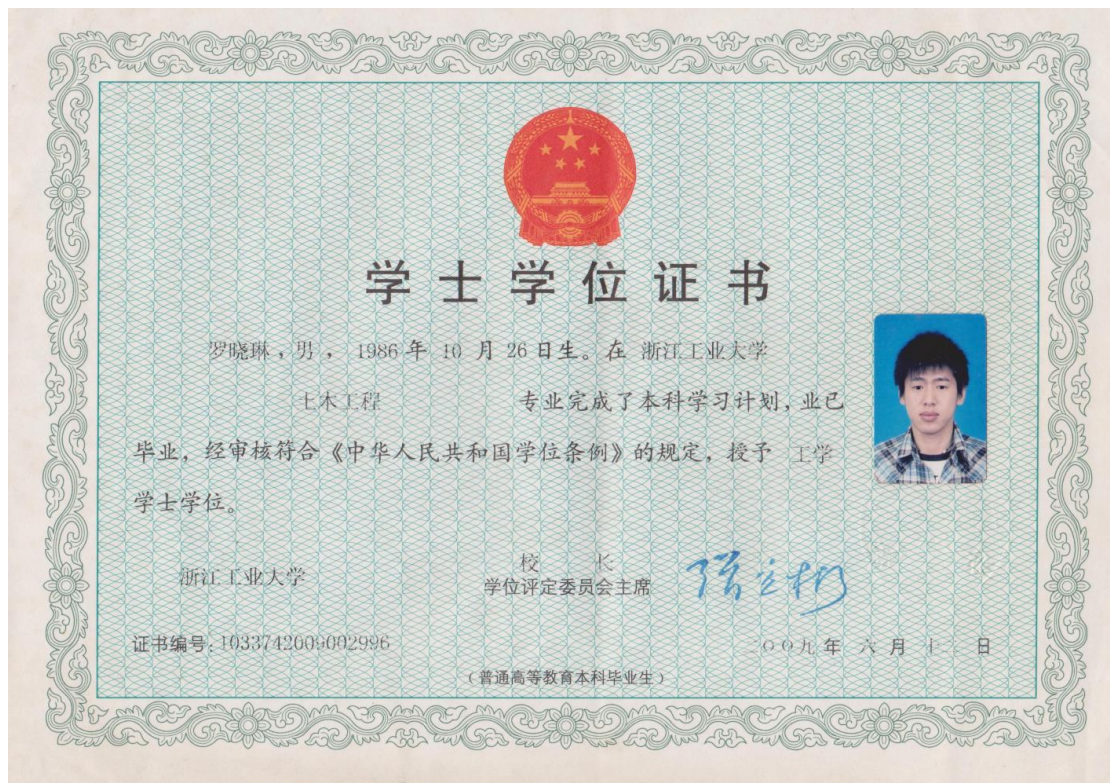 学士学位证书
罗晓琳，男， 1986 年 10 月 26 日生。在 浙江工业大学
土木工程 专业完成了本科学习计划，业已
毕业，经审核符合《中华人民共和国学位条例》的规定，授予 工学
学士学位。
校 长
浙江工业大学
学位评定委员会主席
张立彬
证书编号：1033742009002996
二〇〇九年 六 月 十 日
（普通高等教育本科毕业生）